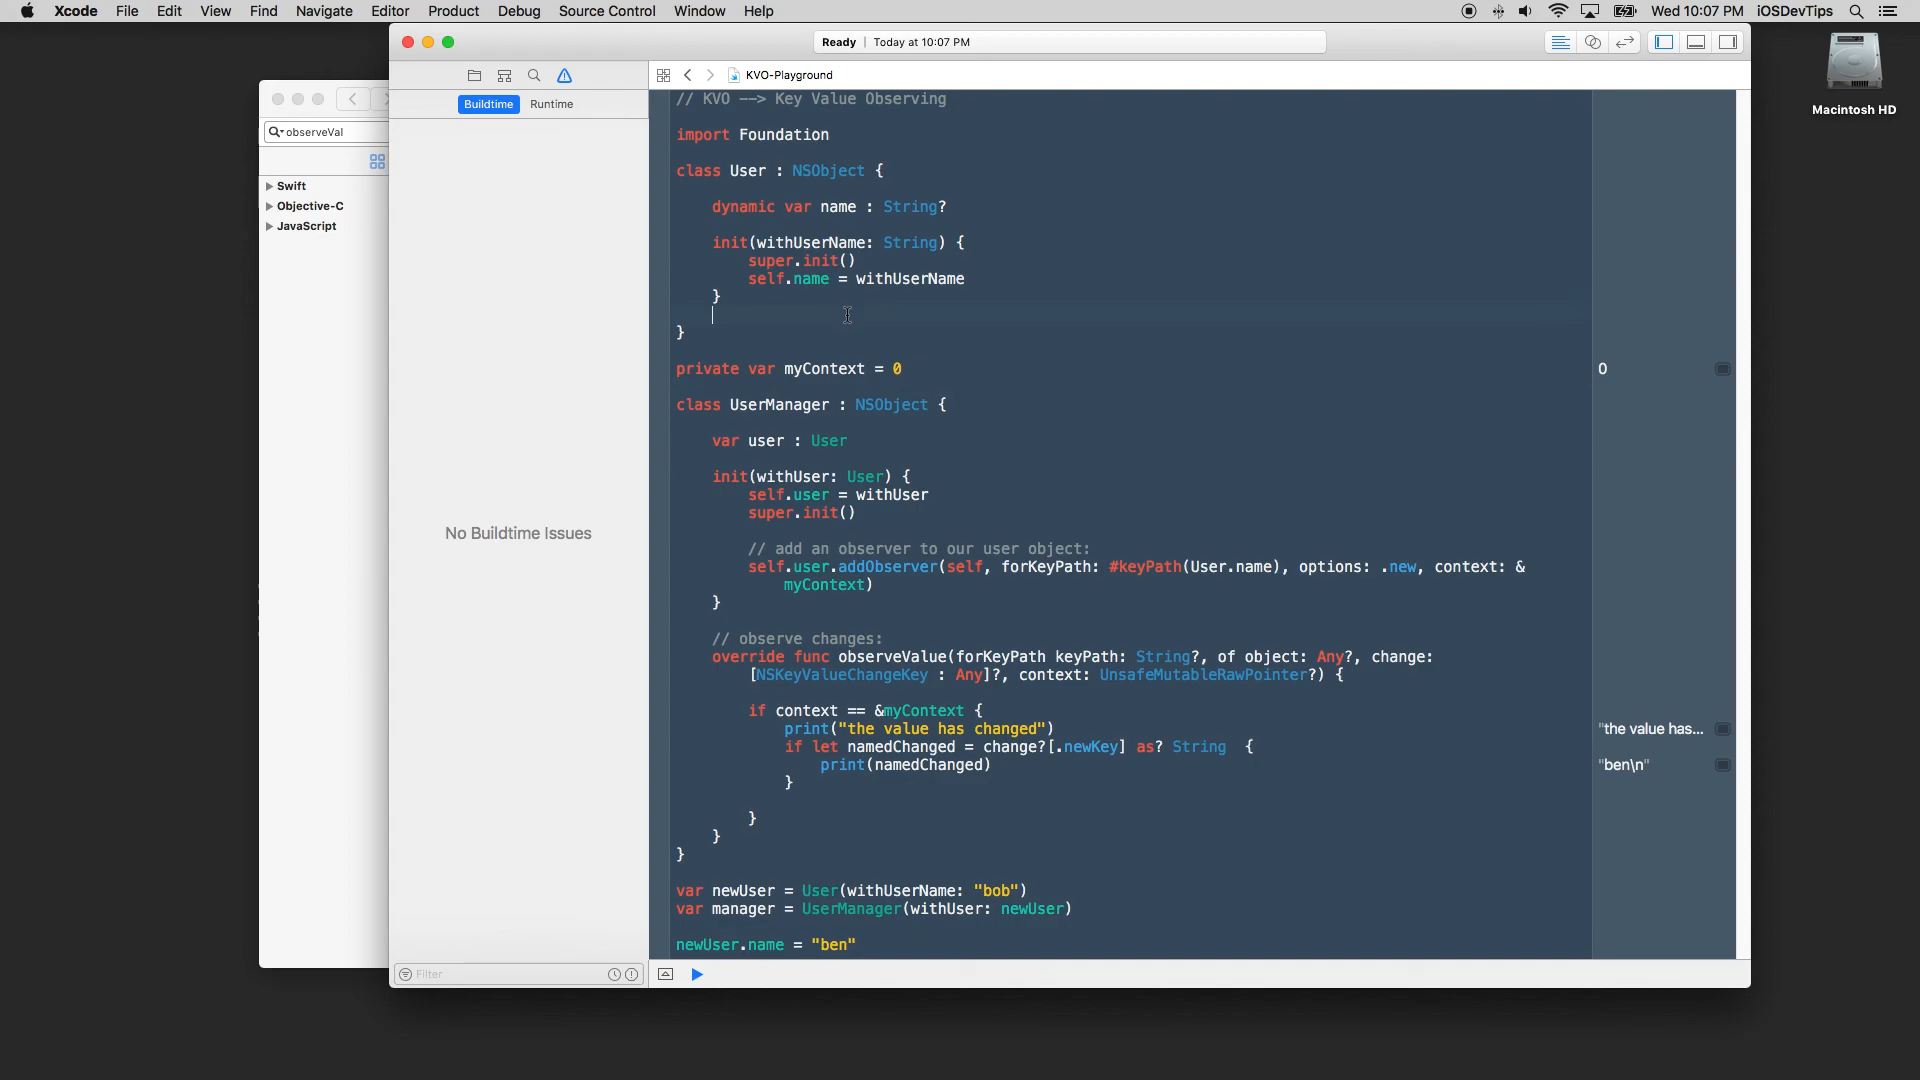 Xcode File Edit View Find Navigate Editor Product Debug Source Control Window Help Wed 10:07 PM iOSDevTips
Ready | Today at 10:07 PM
Macintosh HD
KVO-Playground
Buildtime Runtime
observeVal
Swift
Objective-C
JavaScript
No Buildtime Issues
Filter
// KVO --> Key Value Observing
import Foundation
class User : NSObject {
dynamic var name : String?
init(withUserName: String) {
super.init()
self.name = withUserName
}
}
private var myContext = 0
0
class UserManager : NSObject {
var user : User
init(withUser: User) {
self.user = withUser
super.init()
// add an observer to our user object:
self.user.addObserver(self, forKeyPath: #keyPath(User.name), options: .new, context: &
myContext)
}
// observe changes:
override func observeValue(forKeyPath keyPath: String?, of object: Any?, change:
[NSKeyValueChangeKey : Any]?, context: UnsafeMutableRawPointer?) {
if context == &myContext {
print("the value has changed")
"the value has...
if let namedChanged = change?[.newKey] as? String  {
print(namedChanged)
"ben\n"
}
}
}
}
var newUser = User(withUserName: "bob")
var manager = UserManager(withUser: newUser)
newUser.name = "ben"